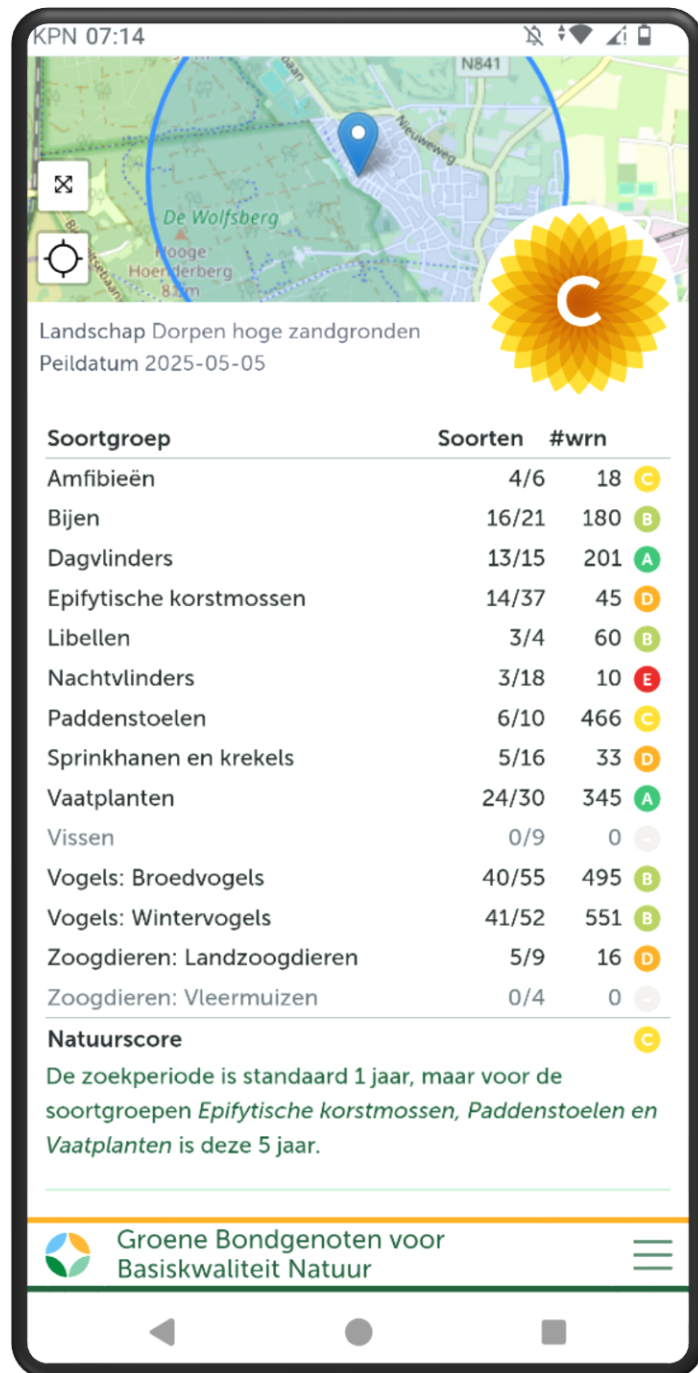 KPN 07:14
N841
Nieuweweg
baan
De Wolfsberg
Hooge
Hoenderberg
C
Landschap Dorpen hoge zandgronden
Peildatum 2025-05-05
Soortgroep Soorten #wrn
Amfibieën 4/6 18 C
Bijen 16/21 180 B
Dagvlinders 13/15 201 A
Epifytische korstmossen 14/37 45 D
Libellen 3/4 60 B
Nachtvlinders 3/18 10 E
Paddenstoelen 6/10 466 C
Sprinkhanen en krekels 5/16 33 D
Vaatplanten 24/30 345 A
Vissen 0/9 0 -
Vogels: Broedvogels 40/55 495 B
Vogels: Wintervogels 41/52 551 B
Zoogdieren: Landzoogdieren 5/9 16 D
Zoogdieren: Vleermuizen 0/4 0 -
Natuurscore C
De zoekperiode is standaard 1 jaar, maar voor de
soortgroepen Epifytische korstmossen, Paddenstoelen en
Vaatplanten is deze 5 jaar.
Groene Bondgenoten voor
Basiskwaliteit Natuur